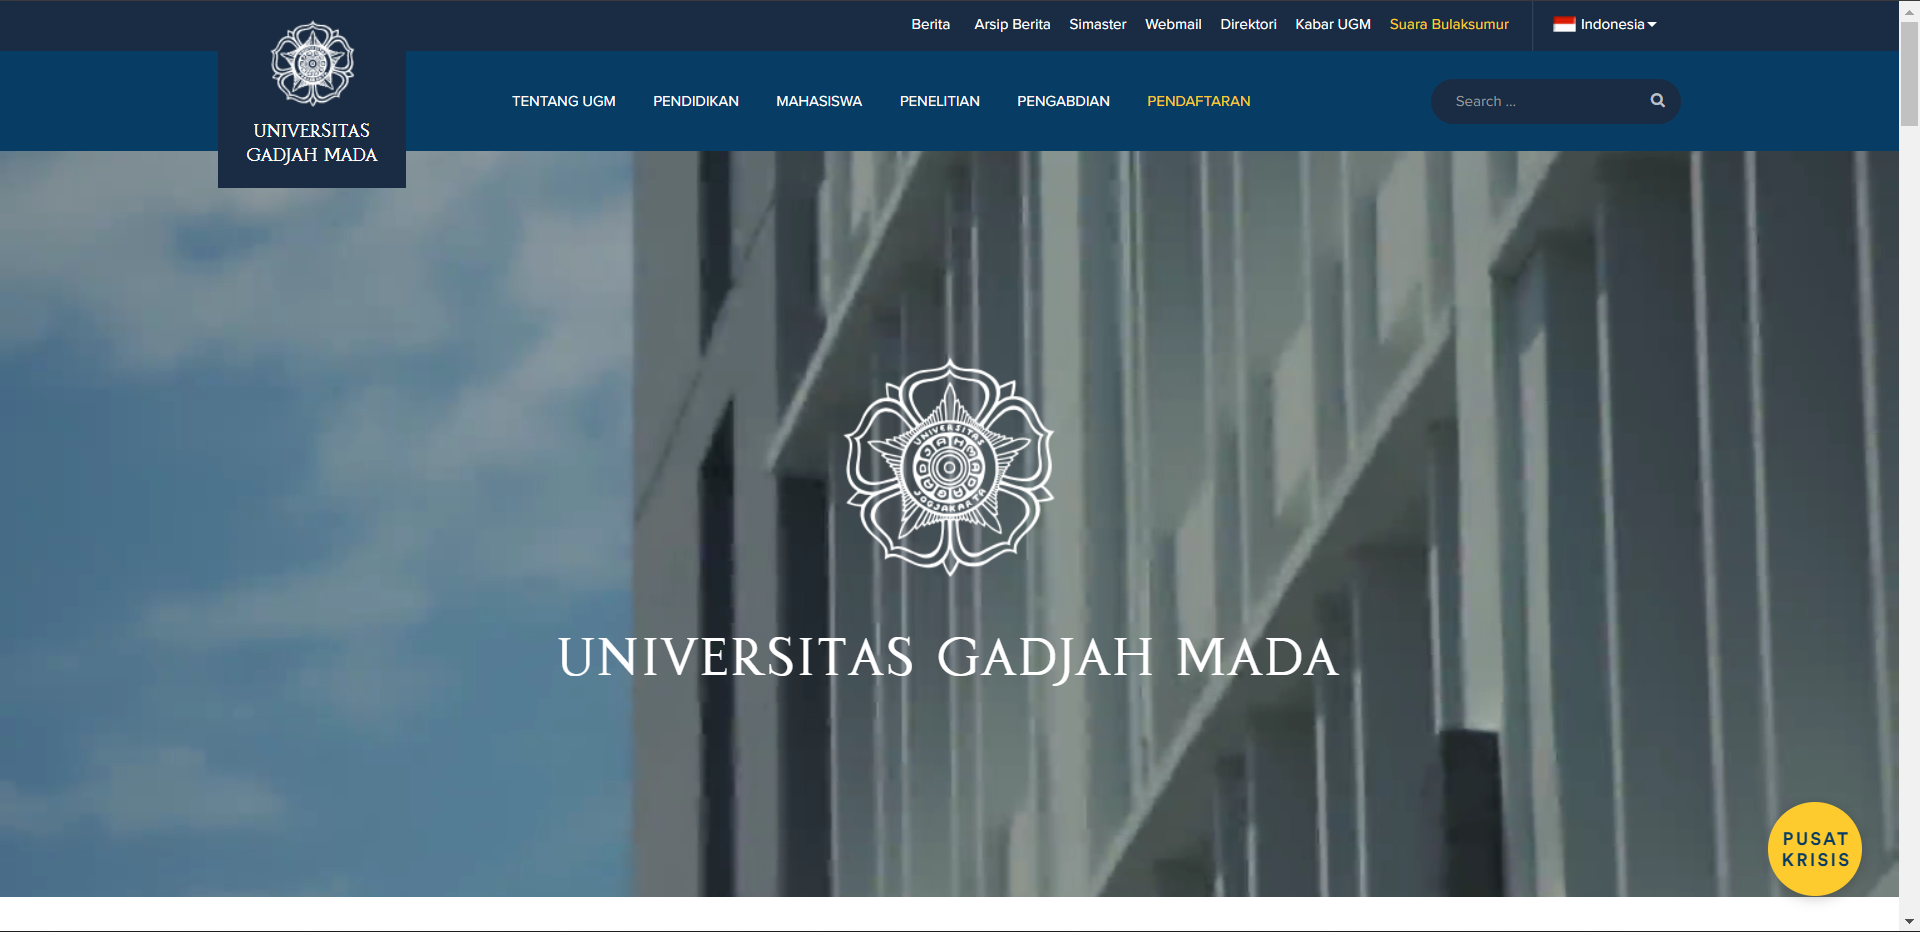 Berita Arsip Berita Simaster Webmail Direktori Kabar UGM Suara Bulaksumur Indonesia
UNIVERSITAS
GADJAH MADA
TENTANG UGM PENDIDIKAN MAHASISWA PENELITIAN PENGABDIAN PENDAFTARAN Search ...
UNIVERSITAS
GADJAH MADA
JOGJAKARTA
UNIVERSITAS GADJAH MADA
PUSAT
KRISIS